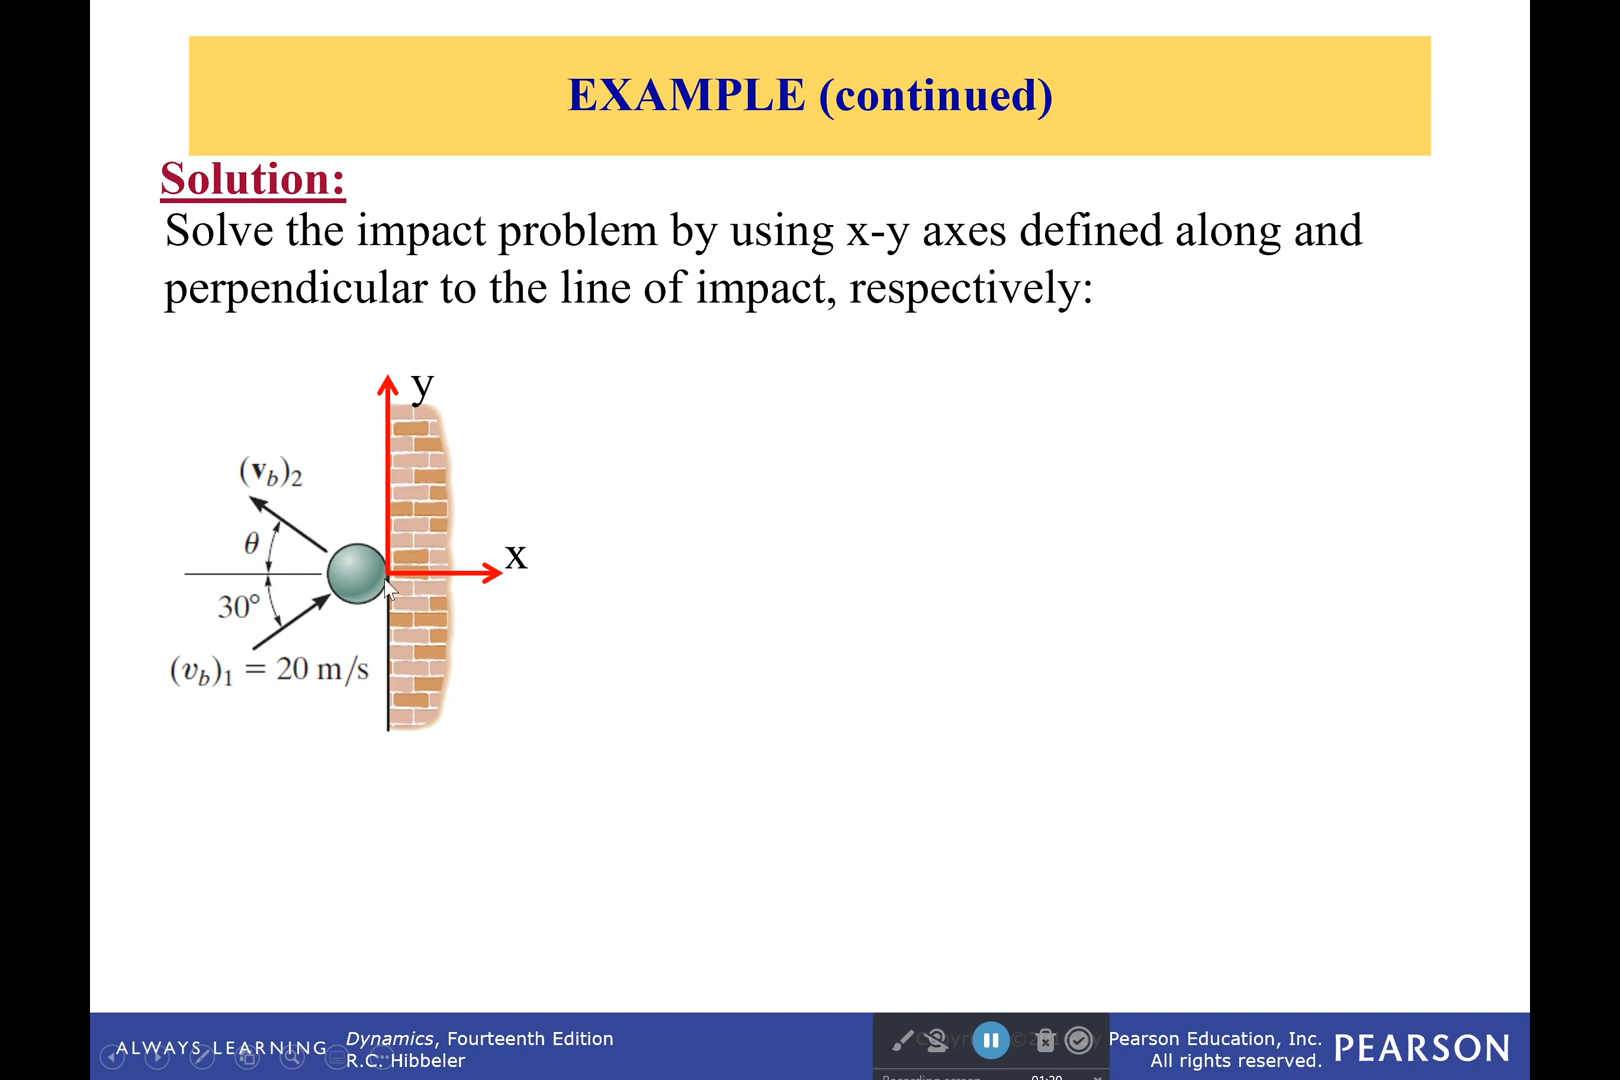 EXAMPLE (continued)
Solution:
Solve the impact problem by using x-y axes defined along and
perpendicular to the line of impact, respectively:
y
(v_b)_2
θ
x
30°
(v_b)_1 = 20 m/s
ALWAYS LEARNING
Dynamics, Fourteenth Edition
R.C. Hibbeler
Pearson Education, Inc.
All rights reserved.
PEARSON